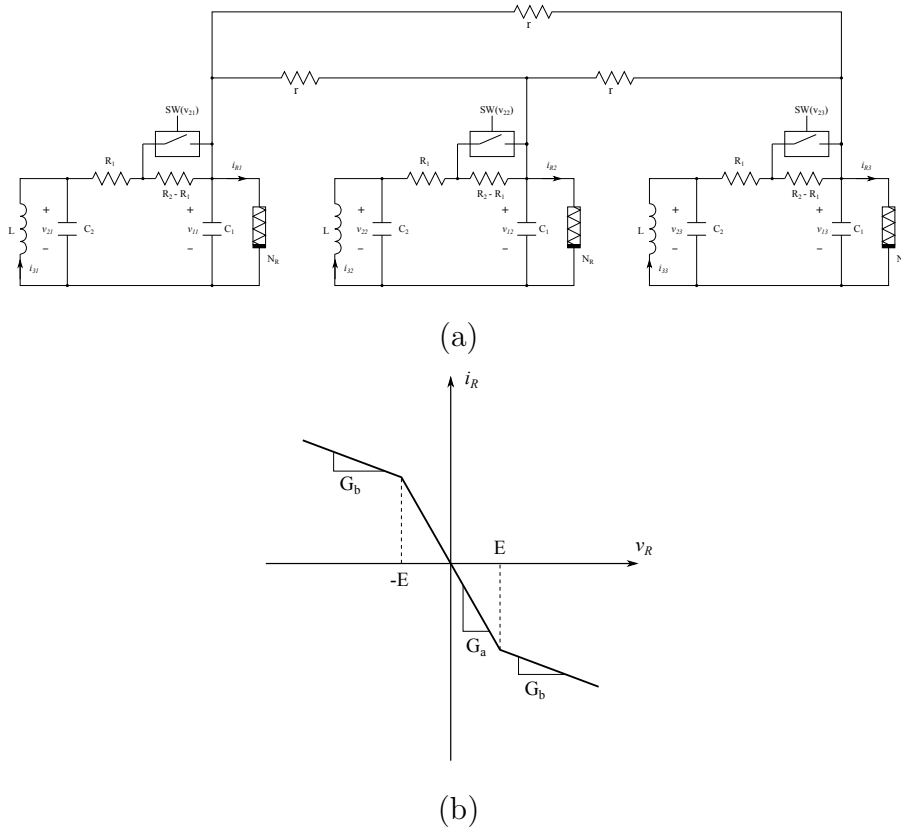 r
r
r
SW(v21)
SW(v22)
SW(v23)
R1
R2 - R1
iR1
R1
R2 - R1
iR2
R1
R2 - R1
iR3
L
+
v21
−
C2
+
v11
−
C1
NR
i31
L
+
v22
−
C2
+
v12
−
C1
NR
i32
L
+
v23
−
C2
+
v13
−
C1
N
i33
(a)
iR
Gb
E
vR
-E
Ga
Gb
(b)